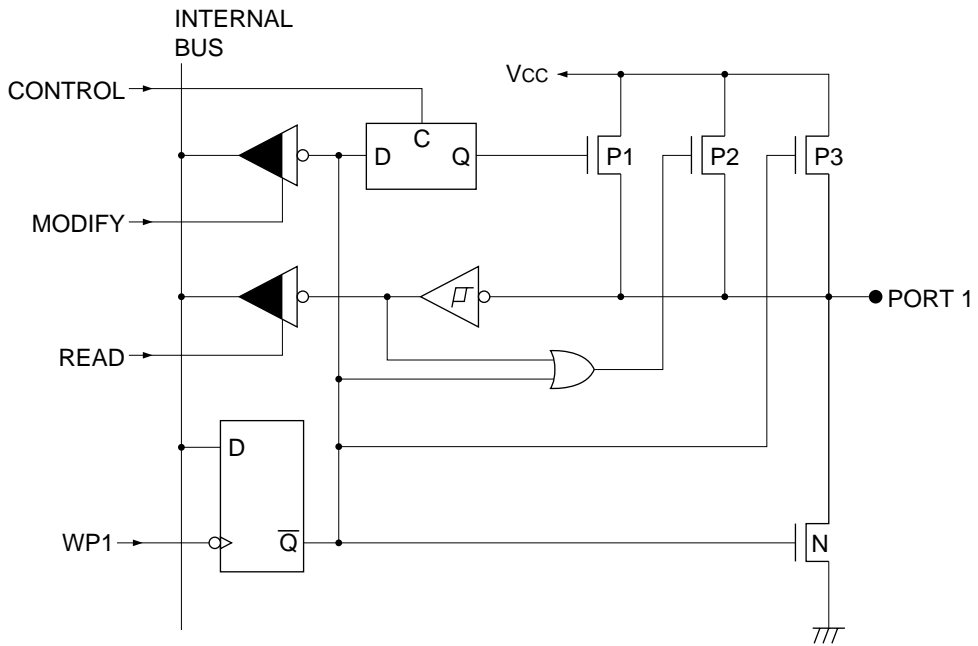 INTERNAL
BUS
CONTROL
VCC
D
C
Q
P1
P2
P3
MODIFY
PORT 1
READ
D
WP1
Q̅
N